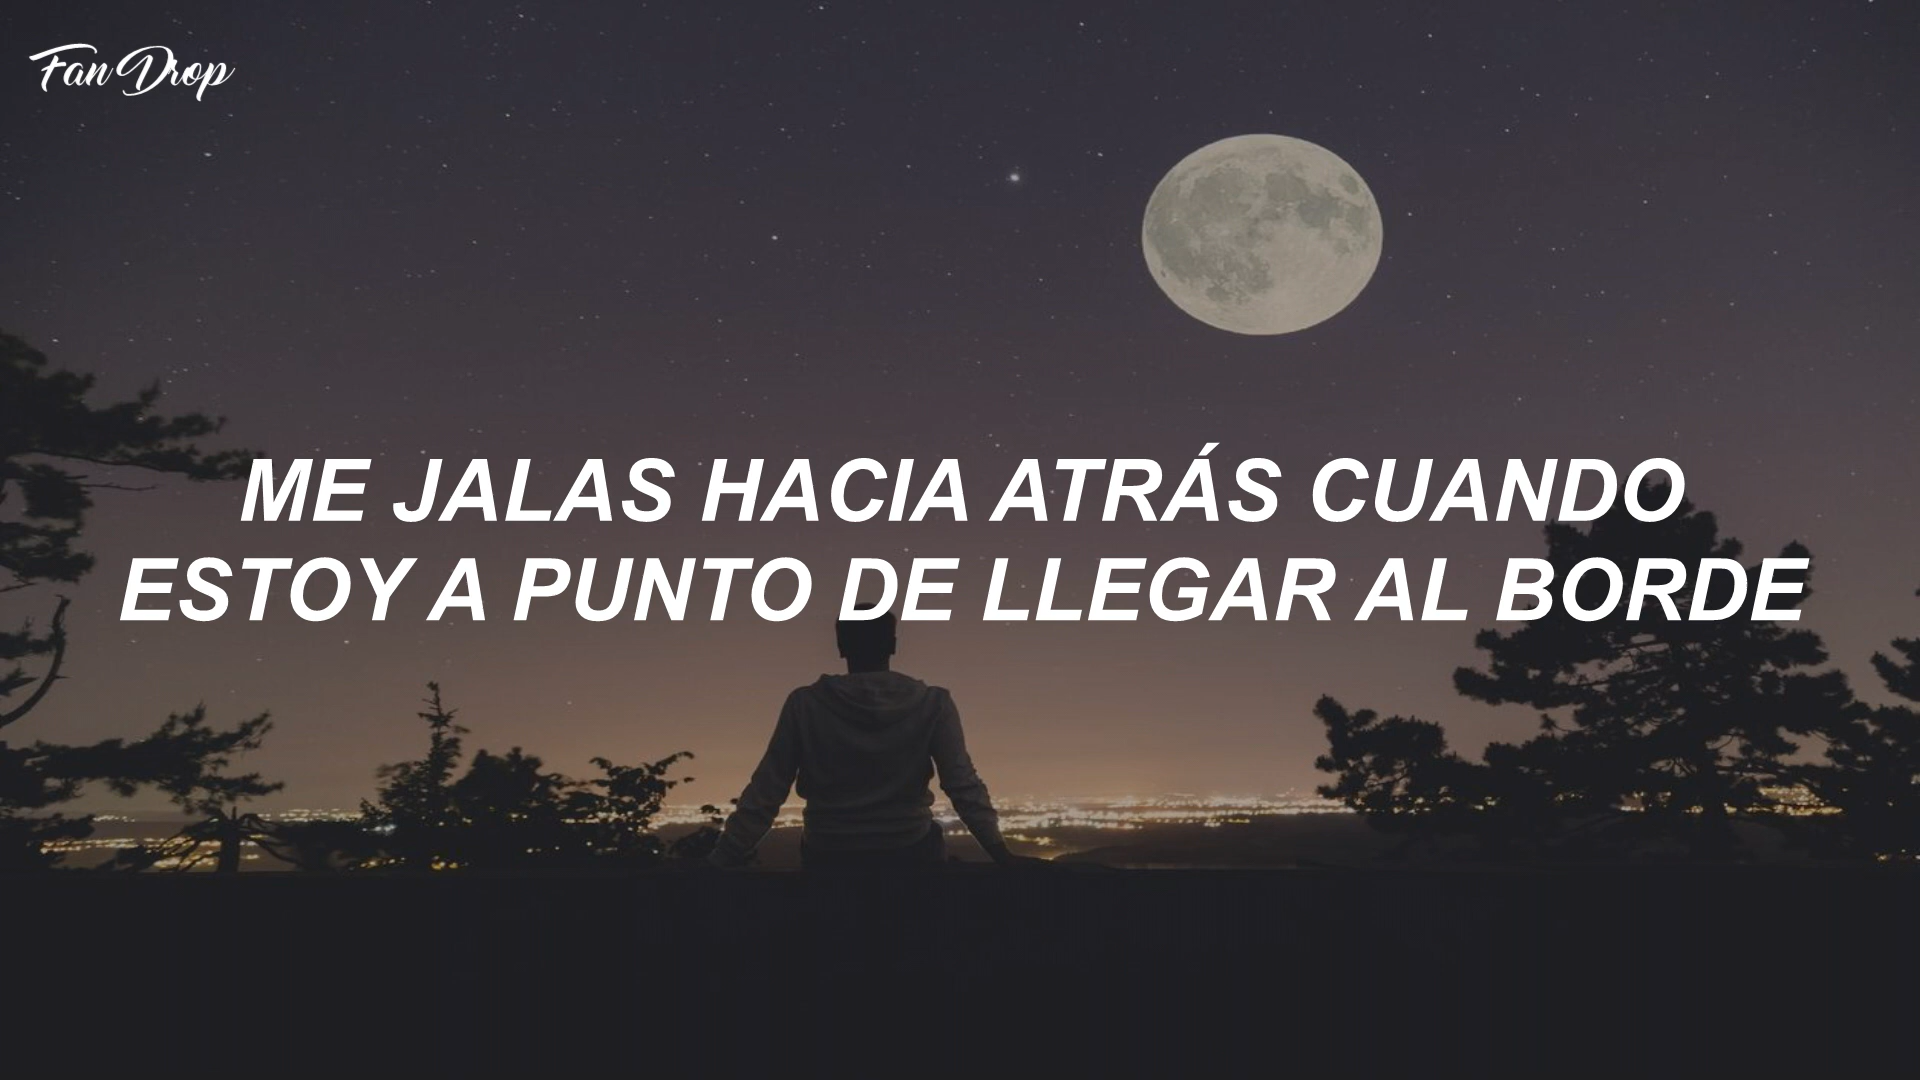 Fan Drop
ME JALAS HACIA ATRÁS CUANDO
ESTOY A PUNTO DE LLEGAR AL BORDE